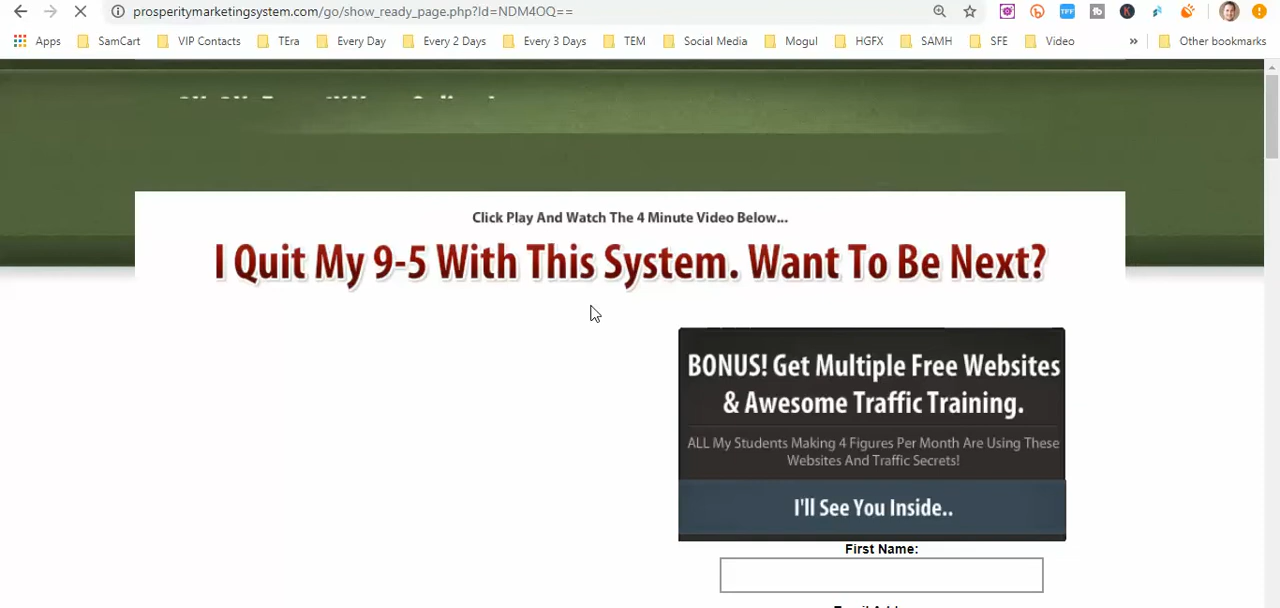 prosperitymarketingsystem.com/go/show_ready_page.php?Id=NDM4OQ==
Apps SamCart VIP Contacts TEra Every Day Every 2 Days Every 3 Days TEM Social Media Mogul HGFX SAMH SFE Video » Other bookmarks
Click Play And Watch The 4 Minute Video Below...
I Quit My 9-5 With This System. Want To Be Next?
BONUS! Get Multiple Free Websites
& Awesome Traffic Training.
ALL My Students Making 4 Figures Per Month Are Using These
Websites And Traffic Secrets!
I'll See You Inside..
First Name: